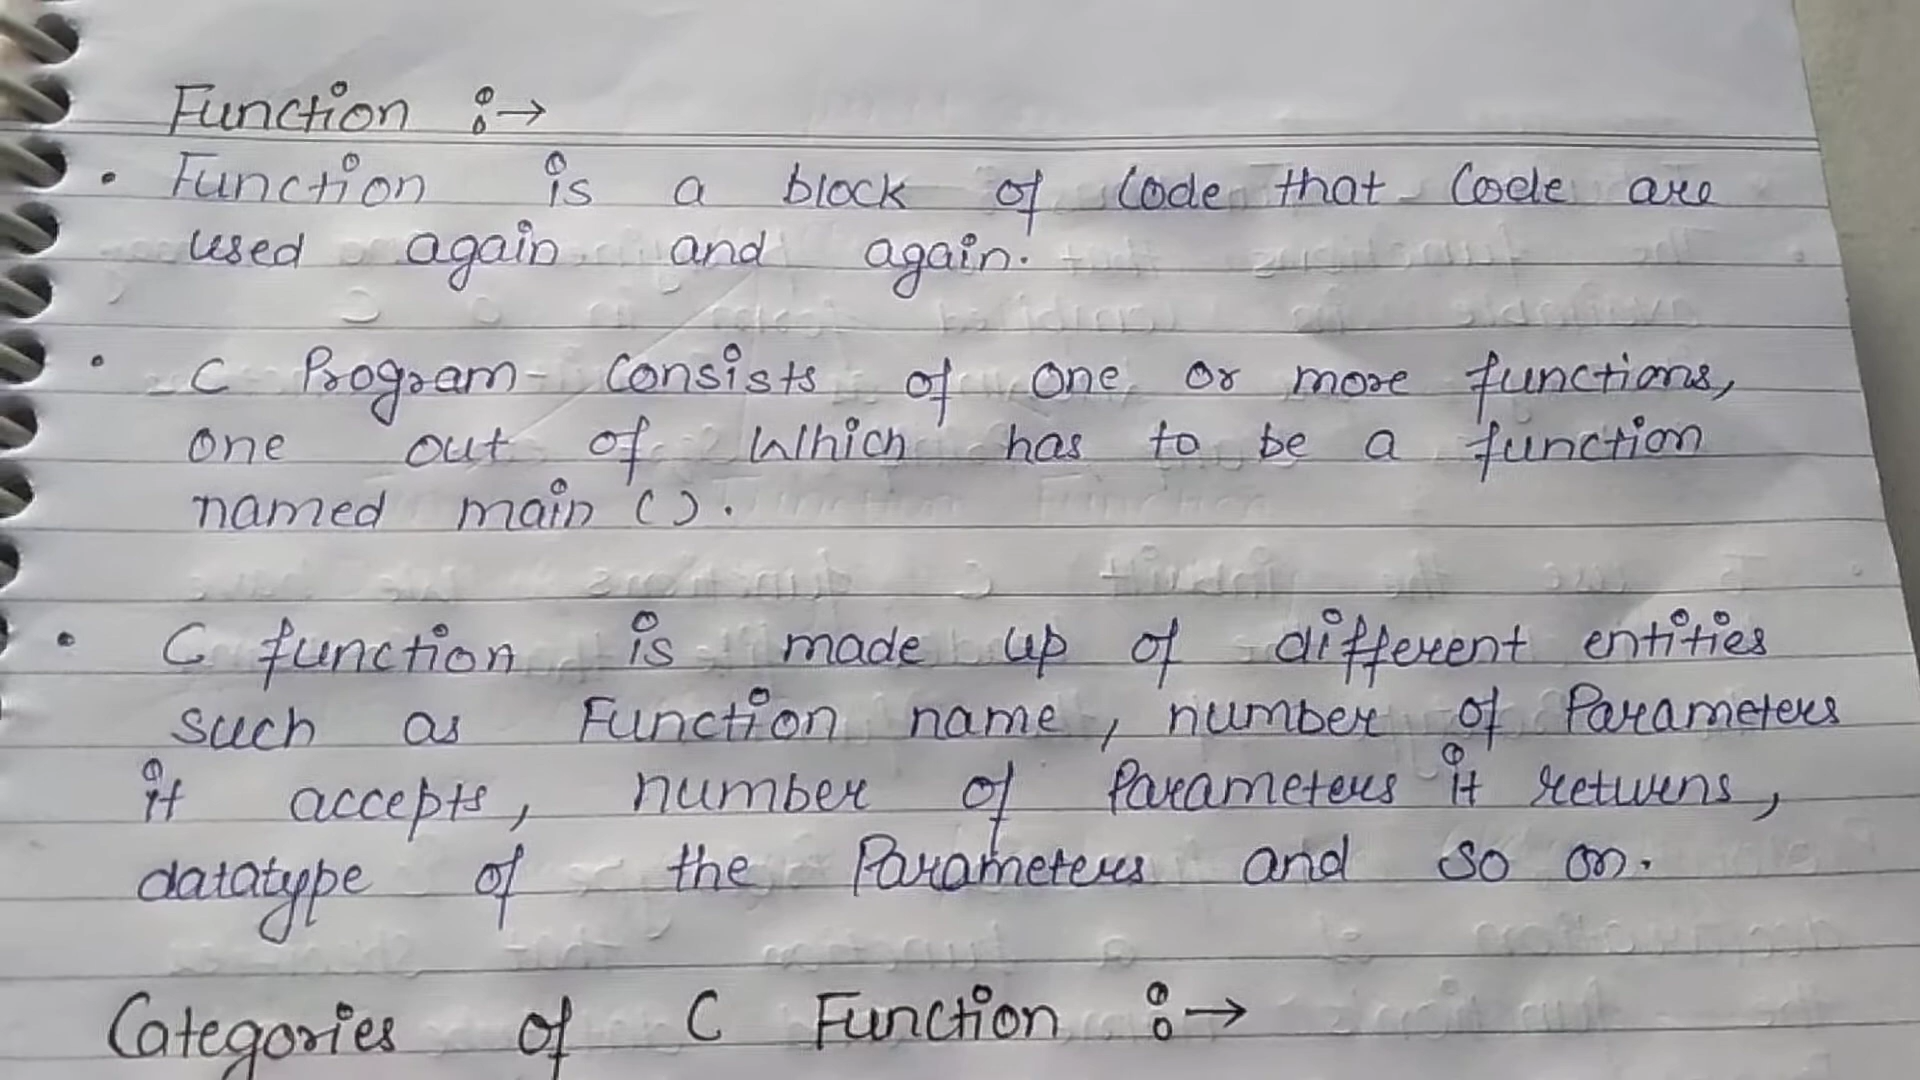 Function :→
• Function is a block of Code that Code are
used again and again.
• C Program Consists of one or more functions,
one out of Which has to be a function
named main ().
• C function is made up of different entities
such as Function name, number of Parameters
it accepts, number of Parameters it returns,
datatype of the Parameters and so on.
Categories of C Function :→